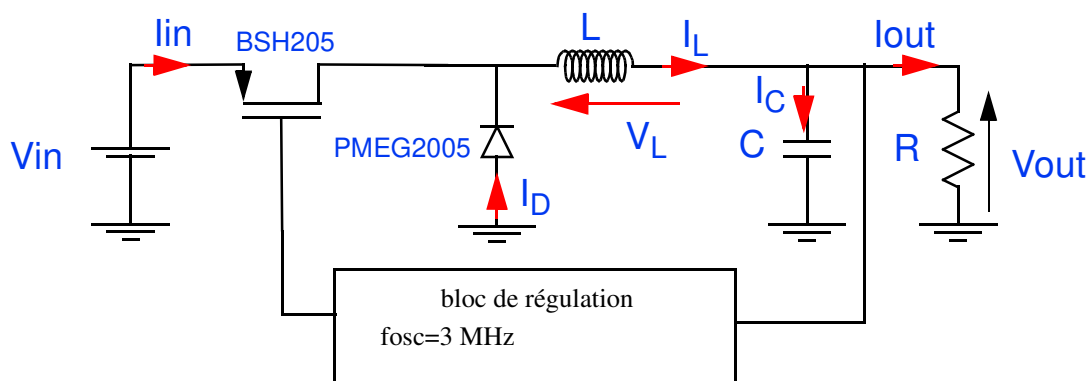 Iin
BSH205
L
IL
Iout
Vin
PMEG2005
ID
VL
IC
C
R
Vout
bloc de régulation
fosc=3 MHz